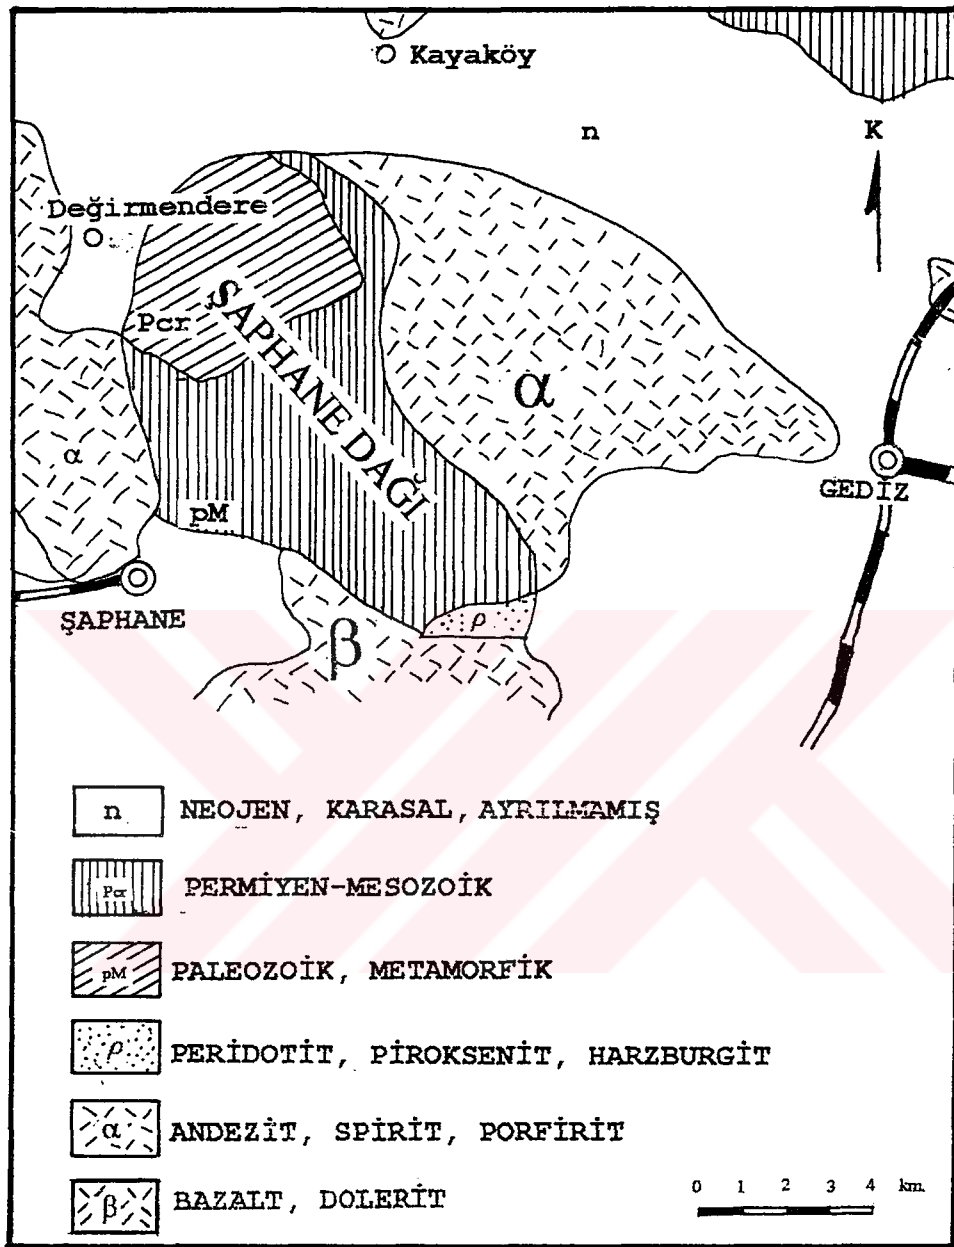 Kayaköy
n
K
Değirmendere
Pcr
ŞAPHANE DAĞI
α
α
GEDİZ
pM
ŞAPHANE
ρ
β
n NEOJEN, KARASAL, AYRILMAMIŞ
Pcr PERMİYEN-MESOZOİK
pM PALEOZOİK, METAMORFİK
ρ PERİDOTİT, PİROKSENİT, HARZBURGİT
α ANDEZİT, SPİRİT, PORFİRİT
β BAZALT, DOLERİT
0 1 2 3 4 km.